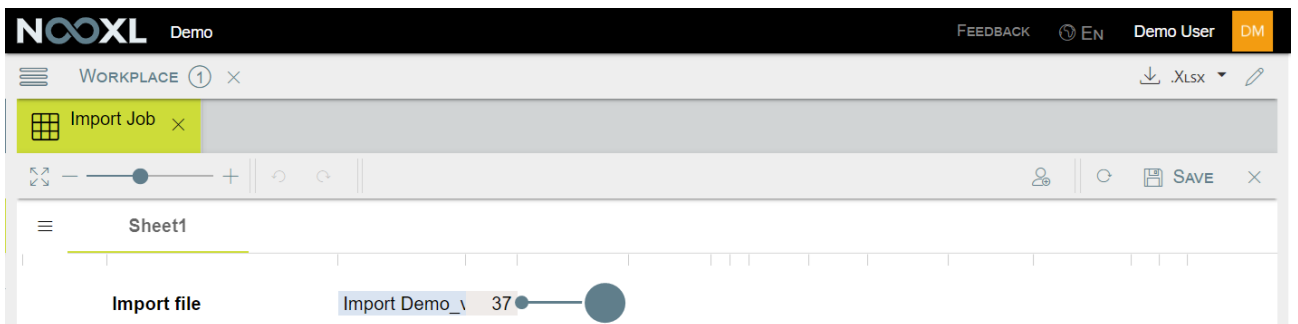 NOOXL Demo FEEDBACK EN Demo User DM
WORKPLACE 1 .XLSX
Import Job
SAVE
Sheet1
Import file Import Demo_ 37